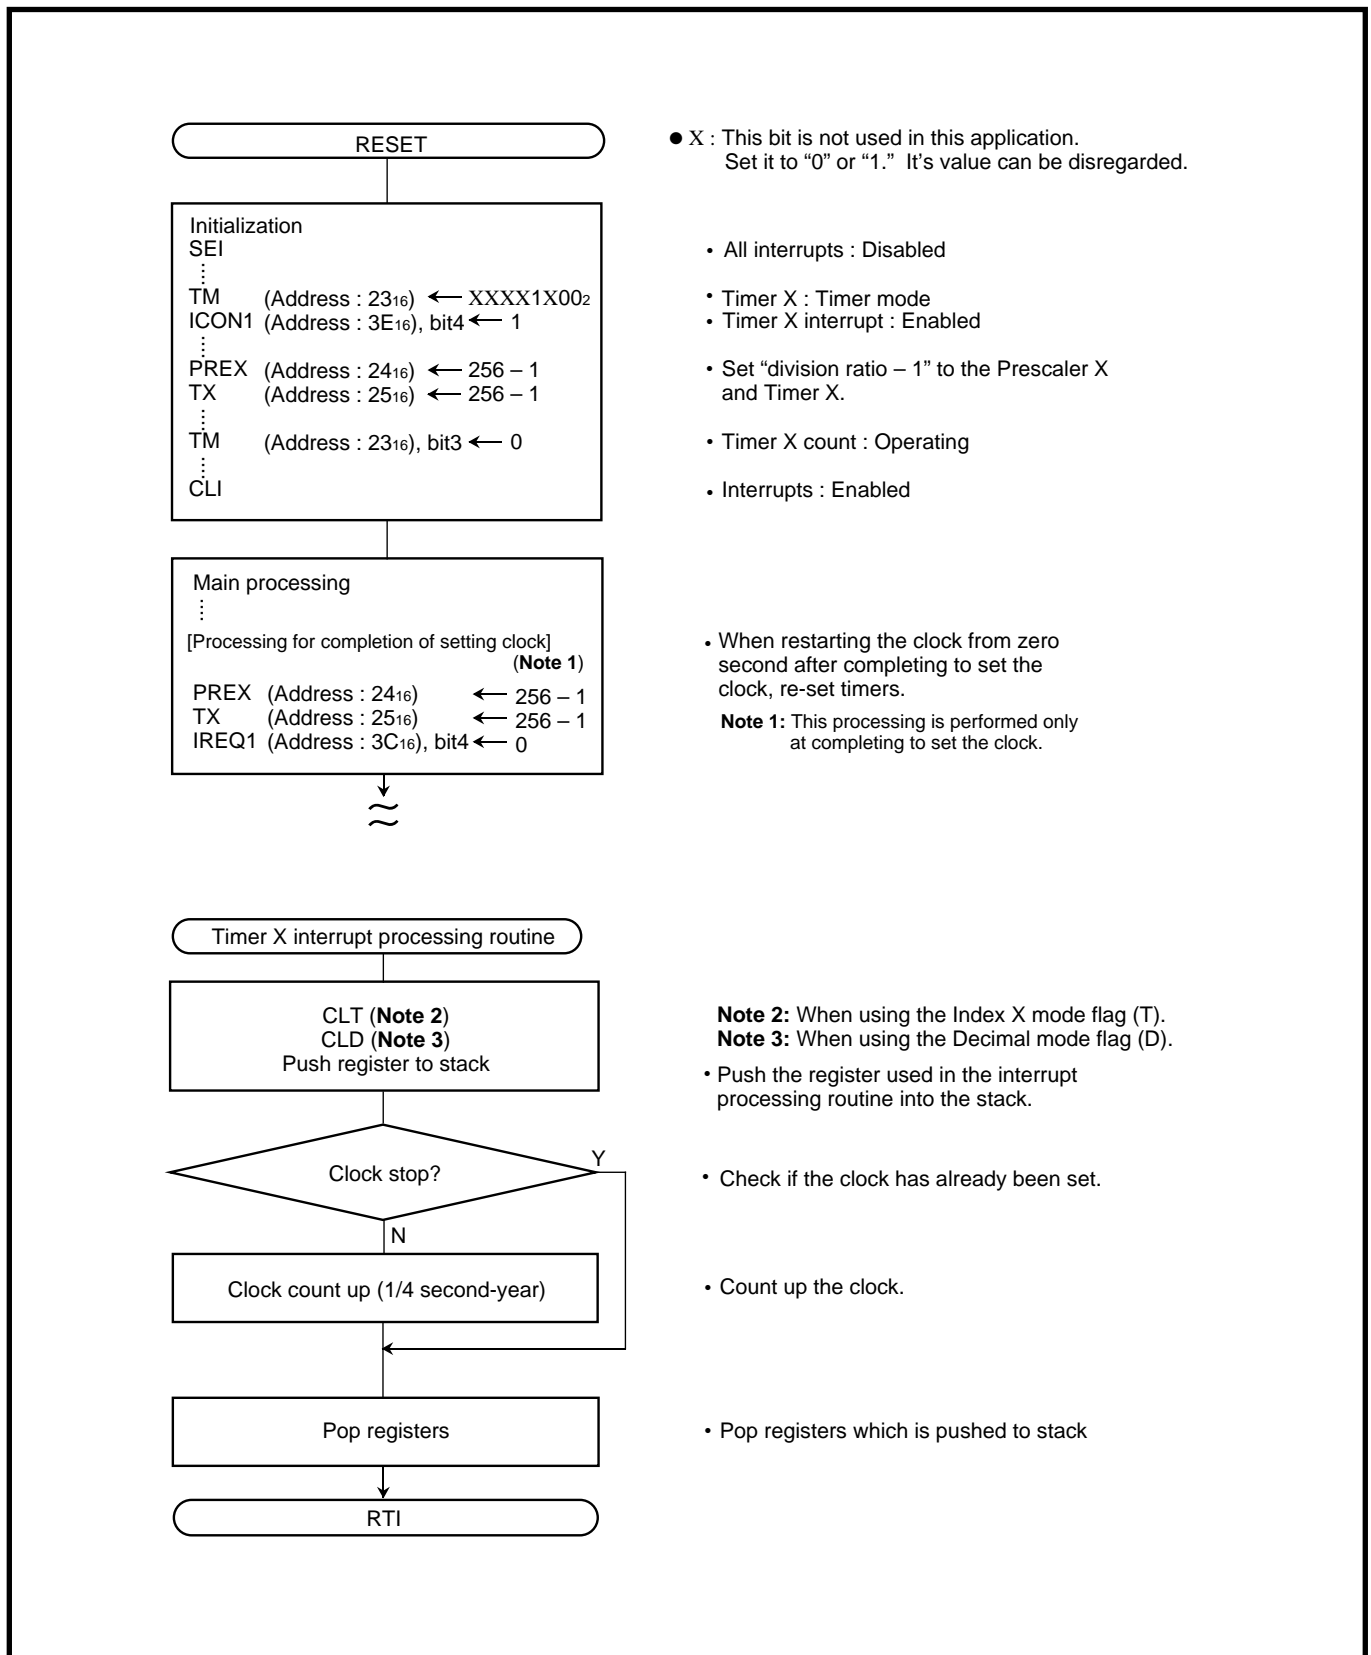 RESET
● X : This bit is not used in this application.
Set it to “0” or “1.” It’s value can be disregarded.
Initialization
SEI
• All interrupts : Disabled
TM (Address : 2316) ← XXXX1X002
• Timer X : Timer mode
ICON1 (Address : 3E16), bit4 ← 1
• Timer X interrupt : Enabled
PREX (Address : 2416) ← 256 – 1
• Set “division ratio – 1” to the Prescaler X
TX (Address : 2516) ← 256 – 1
and Timer X.
TM (Address : 2316), bit3 ← 0
• Timer X count : Operating
CLI
• Interrupts : Enabled
Main processing
[Processing for completion of setting clock]
(Note 1)
PREX (Address : 2416) ← 256 – 1
TX (Address : 2516) ← 256 – 1
IREQ1 (Address : 3C16), bit4 ← 0
• When restarting the clock from zero
second after completing to set the
clock, re-set timers.
Note 1: This processing is performed only
at completing to set the clock.
Timer X interrupt processing routine
CLT (Note 2)
CLD (Note 3)
Push register to stack
Note 2: When using the Index X mode flag (T).
Note 3: When using the Decimal mode flag (D).
• Push the register used in the interrupt
processing routine into the stack.
Clock stop?
Y
• Check if the clock has already been set.
N
Clock count up (1/4 second-year)
• Count up the clock.
Pop registers
• Pop registers which is pushed to stack
RTI